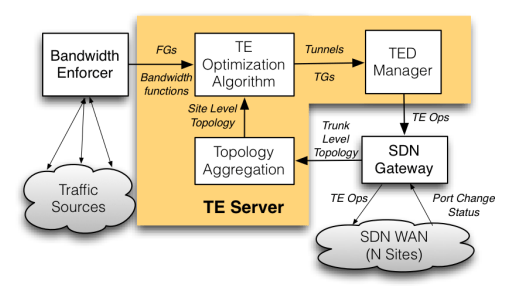 Bandwidth
Enforcer
FGs
Bandwidth
functions
TE
Optimization
Algorithm
Tunnels
TGs
TED
Manager
Site Level
Topology
TE Ops
Trunk
Level
Topology
Topology
Aggregation
SDN
Gateway
Traffic
Sources
TE Server
TE Ops
Port Change
Status
SDN WAN
(N Sites)